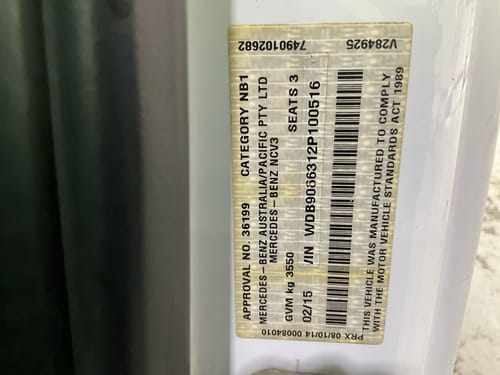 APPROVAL NO. 36199 CATEGORY NB1
MERCEDES-BENZ AUSTRALIA/PACIFIC PTY LTD
MERCEDES-BENZ NCV3
GVM kg 3550 SEATS 3
02/15 VIN WDB9066312P100516
THIS VEHICLE WAS MANUFACTURED TO COMPLY
WITH THE MOTOR VEHICLE STANDARDS ACT 1989
PRX 08/10/14 00084010
7490102682 V284925